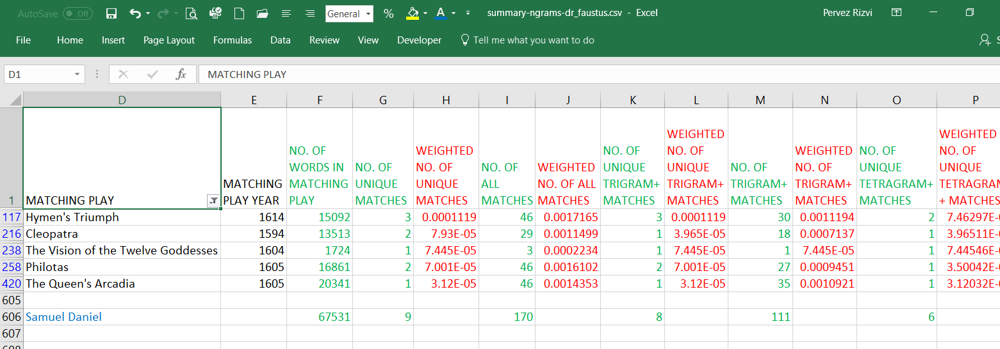 AutoSave Off General % A summary-ngrams-dr_faustus.csv - Excel Pervez Rizvi
File Home Insert Page Layout Formulas Data Review View Developer Tell me what you want to do
D1 fx MATCHING PLAY
D E F G H I J K L M N O P
WEIGHTED WEIGHTED
NO. OF WEIGHTED NO. OF NO. OF WEIGHTED NO. OF NO. OF
WORDS IN NO. OF NO. OF NO. OF UNIQUE UNIQUE NO. OF NO. OF UNIQUE UNIQUE
MATCHING MATCHING UNIQUE UNIQUE ALL WEIGHTED TRIGRAM+ TRIGRAM+ TRIGRAM+ TRIGRAM+ TETRAGRAM+ TETRAGRAM
1 MATCHING PLAY PLAY YEAR PLAY MATCHES MATCHES MATCHES NO. OF ALL MATCHES MATCHES MATCHES MATCHES MATCHES MATCHES + MATCHES
117 Hymen's Triumph 1614 15092 3 0.0001119 46 0.0017165 3 0.0001119 30 0.0011194 2 7.46297E-
216 Cleopatra 1594 13513 2 7.93E-05 29 0.0011499 1 3.965E-05 18 0.0007137 1 3.96511E-
238 The Vision of the Twelve Goddesses 1604 1724 1 7.445E-05 3 0.0002234 1 7.445E-05 1 7.445E-05 1 7.44546E-
258 Philotas 1605 16861 2 7.001E-05 46 0.0016102 2 7.001E-05 27 0.0009451 1 3.50042E-
420 The Queen's Arcadia 1605 20341 1 3.12E-05 46 0.0014353 1 3.12E-05 35 0.0010921 1 3.12032E-
605
606 Samuel Daniel 67531 9 170 8 111 6
607